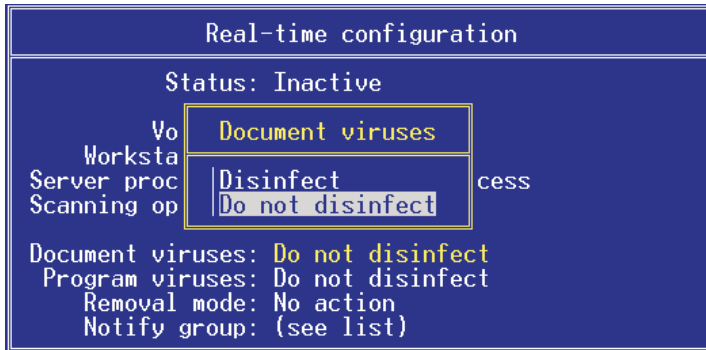 Real-time configuration
Status: Inactive
Vo
Document viruses
Worksta
Server proc
Disinfect
cess
Scanning op
Do not disinfect
Document viruses: Do not disinfect
Program viruses: Do not disinfect
Removal mode: No action
Notify group: (see list)